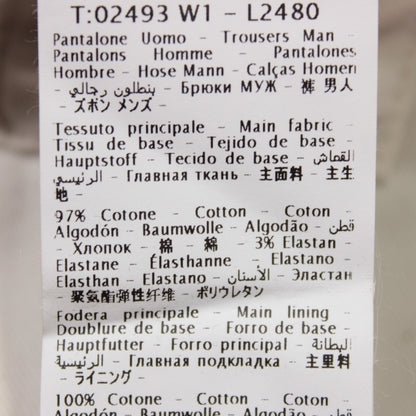 T:02493 W1 - L2480
Pantalone Uomo - Trousers Man -
Pantalons Homme - Pantalones
Hombre - Hose Mann - Calças Homen
بنطلون رجالي - Брюки МУЖ - 裤 男人
- ズボン メンズ -
Tessuto principale - Main fabric -
Tissu de base - Tejido de base -
Hauptstoff - Tecido de base - القماش
الرئيسي - Главная ткань - 主面料 - 主生
地 -
97% Cotone - Cotton - Coton -
Algodón - Baumwolle - Algodão - قطن
- Хлопок - 棉 - 綿 - 3% Elastan -
Elastane - Élasthanne - Elastano -
Elasthan - Elastano - الأستان - Эластан
- 聚氨酯弹性纤维 - ポリウレタン
Fodera principale - Main lining -
Doublure de base - Forro de base -
Hauptfutter - Forro principal - البطانة
الرئيسية - Главная подкладка - 主里料
- ライニング -
100% Cotone - Cotton - Coton -
Algodón - Baumwolle - Algodão - قطن